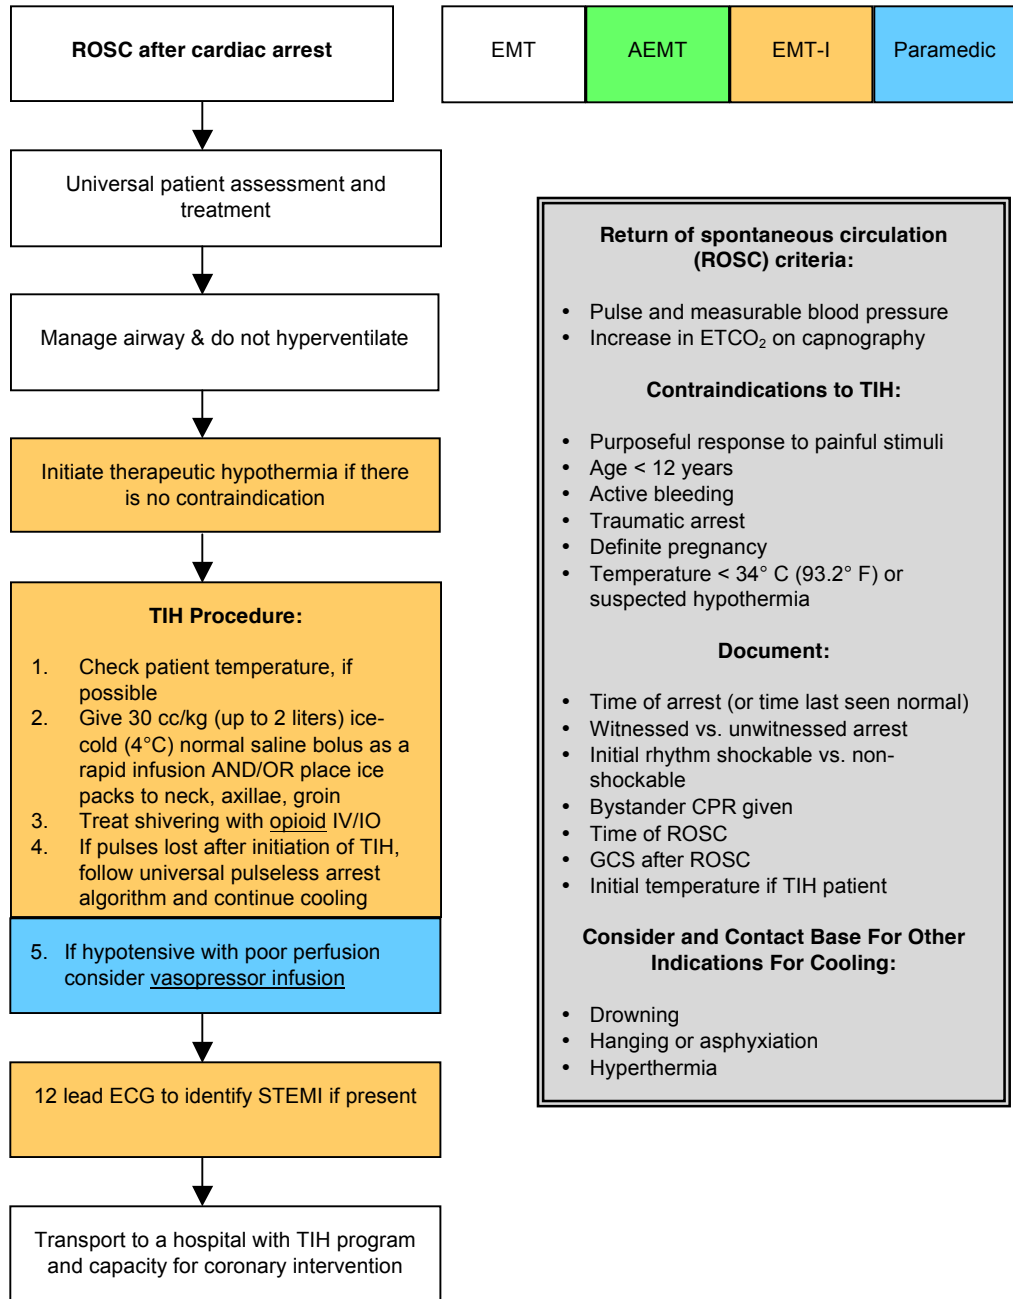 ROSC after cardiac arrest
EMT
AEMT
EMT-I
Paramedic
Universal patient assessment and
treatment
Manage airway & do not hyperventilate
Initiate therapeutic hypothermia if there
is no contraindication
TIH Procedure:
1. Check patient temperature, if
possible
2. Give 30 cc/kg (up to 2 liters) ice-
cold (4°C) normal saline bolus as a
rapid infusion AND/OR place ice
packs to neck, axillae, groin
3. Treat shivering with opioid IV/IO
4. If pulses lost after initiation of TIH,
follow universal pulseless arrest
algorithm and continue cooling
5. If hypotensive with poor perfusion
consider vasopressor infusion
12 lead ECG to identify STEMI if present
Transport to a hospital with TIH program
and capacity for coronary intervention
Return of spontaneous circulation
(ROSC) criteria:
• Pulse and measurable blood pressure
• Increase in ETCO₂ on capnography
Contraindications to TIH:
• Purposeful response to painful stimuli
• Age < 12 years
• Active bleeding
• Traumatic arrest
• Definite pregnancy
• Temperature < 34° C (93.2° F) or
suspected hypothermia
Document:
• Time of arrest (or time last seen normal)
• Witnessed vs. unwitnessed arrest
• Initial rhythm shockable vs. non-
shockable
• Bystander CPR given
• Time of ROSC
• GCS after ROSC
• Initial temperature if TIH patient
Consider and Contact Base For Other
Indications For Cooling:
• Drowning
• Hanging or asphyxiation
• Hyperthermia